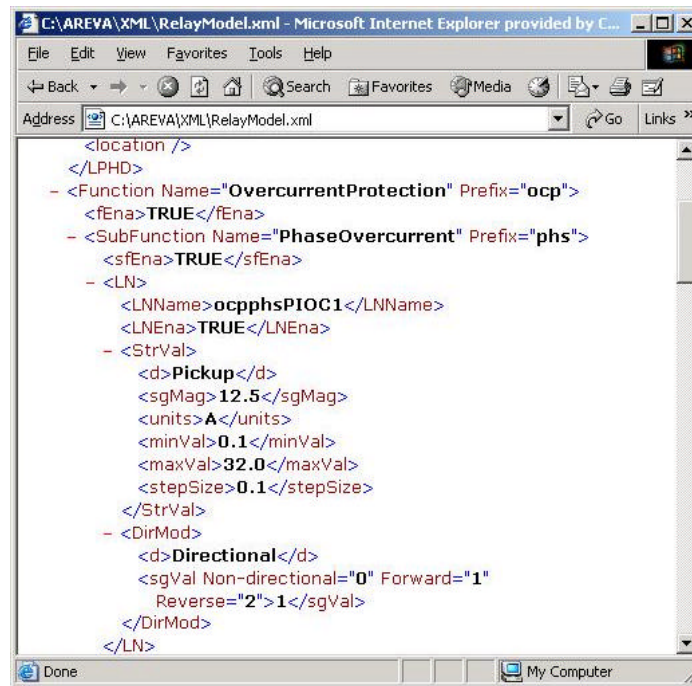 C:\AREVA\XML\RelayModel.xml - Microsoft Internet Explorer provided by C...
File Edit View Favorites Tools Help
Back Search Favorites Media
Address C:\AREVA\XML\RelayModel.xml Go Links »
<location />
</LPHD>
- <Function Name="OvercurrentProtection" Prefix="ocp">
<fEna>TRUE</fEna>
- <SubFunction Name="PhaseOvercurrent" Prefix="phs">
<sfEna>TRUE</sfEna>
- <LN>
<LNName>ocpphsPIOC1</LNName>
<LNEna>TRUE</LNEna>
- <StrVal>
<d>Pickup</d>
<sgMag>12.5</sgMag>
<units>A</units>
<minVal>0.1</minVal>
<maxVal>32.0</maxVal>
<stepSize>0.1</stepSize>
</StrVal>
- <DirMod>
<d>Directional</d>
<sgVal Non-directional="0" Forward="1"
Reverse="2">1</sgVal>
</DirMod>
</LN>
Done My Computer